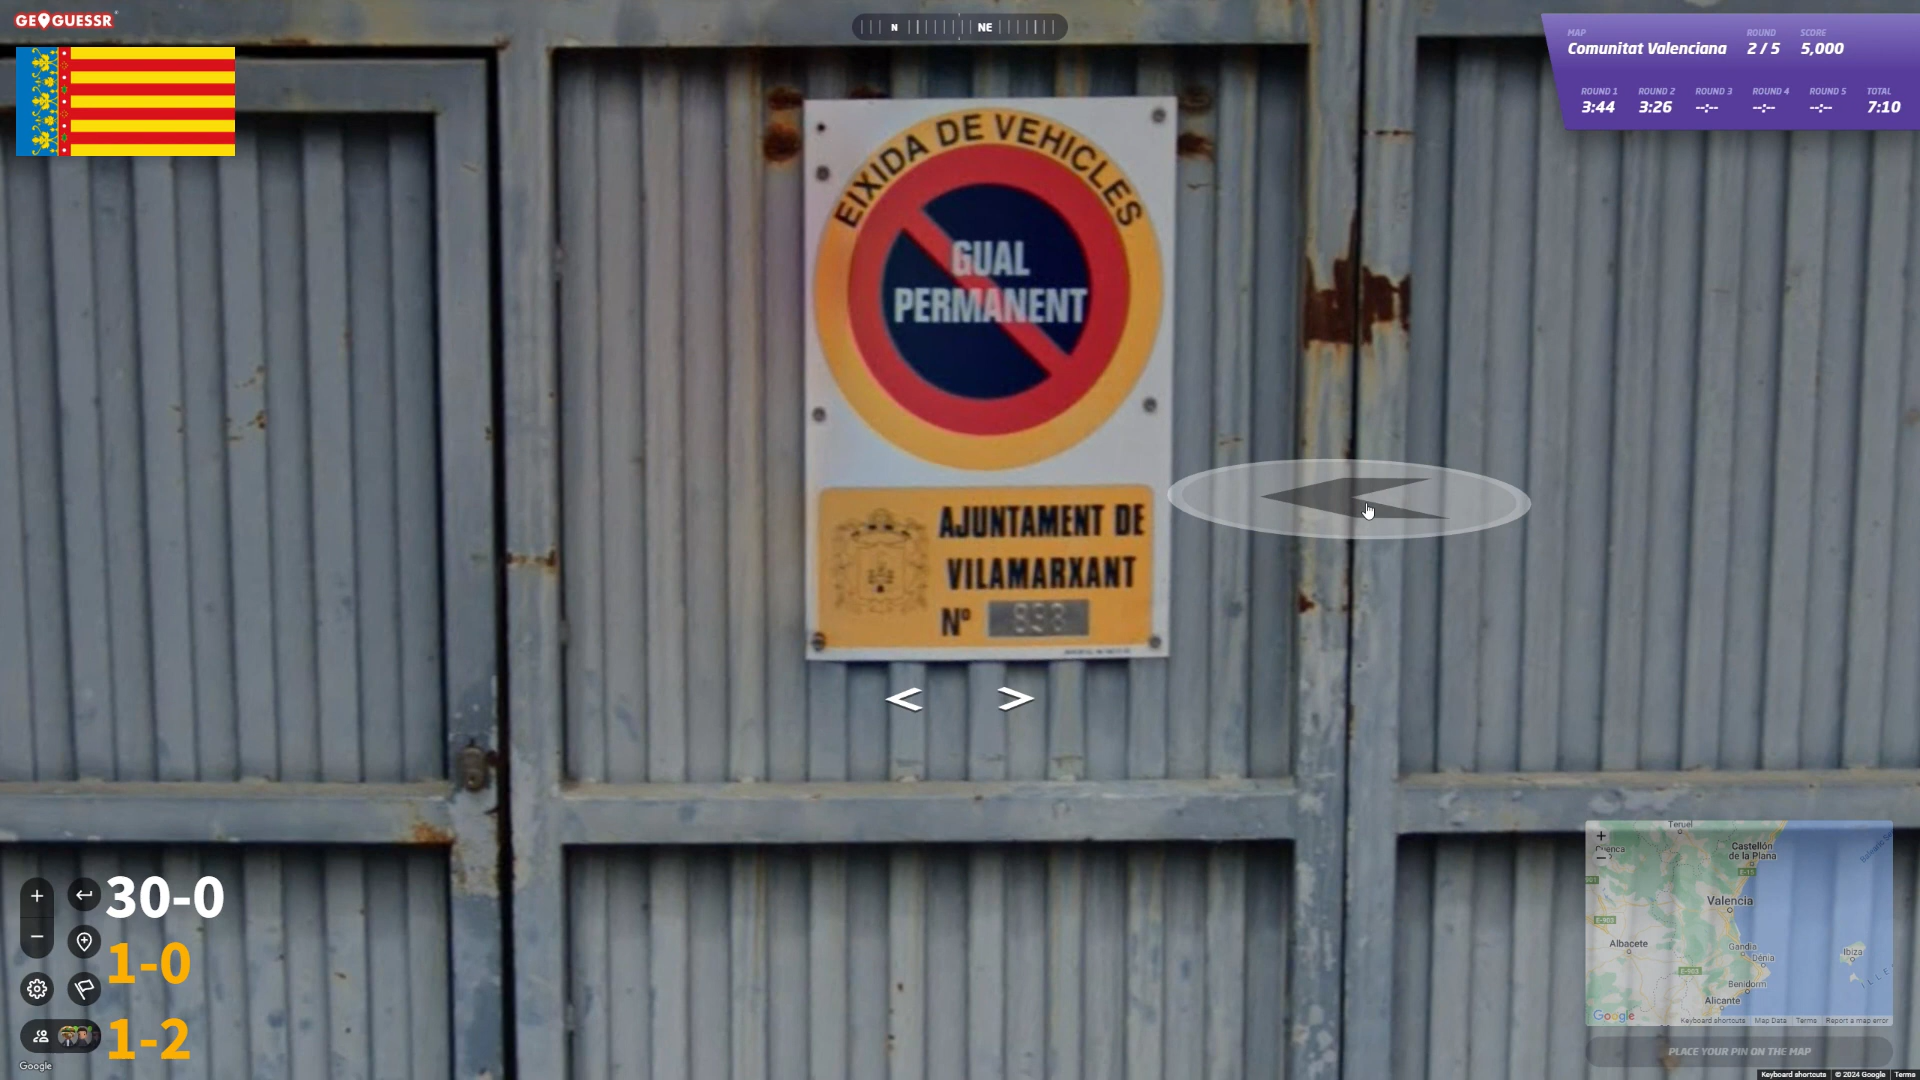 GEOGUESSR
N
NE
MAP
Comunitat Valenciana
ROUND
2 / 5
SCORE
5,000
ROUND 1
3:44
ROUND 2
3:26
ROUND 3
--:--
ROUND 4
--:--
ROUND 5
--:--
TOTAL
7:10
EIXIDA DE VEHICLES
GUAL
PERMANENT
AJUNTAMENT DE
VILAMARXANT
Nº
30-0
1-0
1-2
Google
Teruel
Cuenca
Castellón
de la Plana
E-15
Valencia
E-903
Albacete
Gandia
Dénia
Ibiza
E-903
Benidorm
Alicante
Google
Keyboard shortcuts
Map Data
Terms
Report a map error
PLACE YOUR PIN ON THE MAP
Keyboard shortcuts
© 2024 Google
Terms